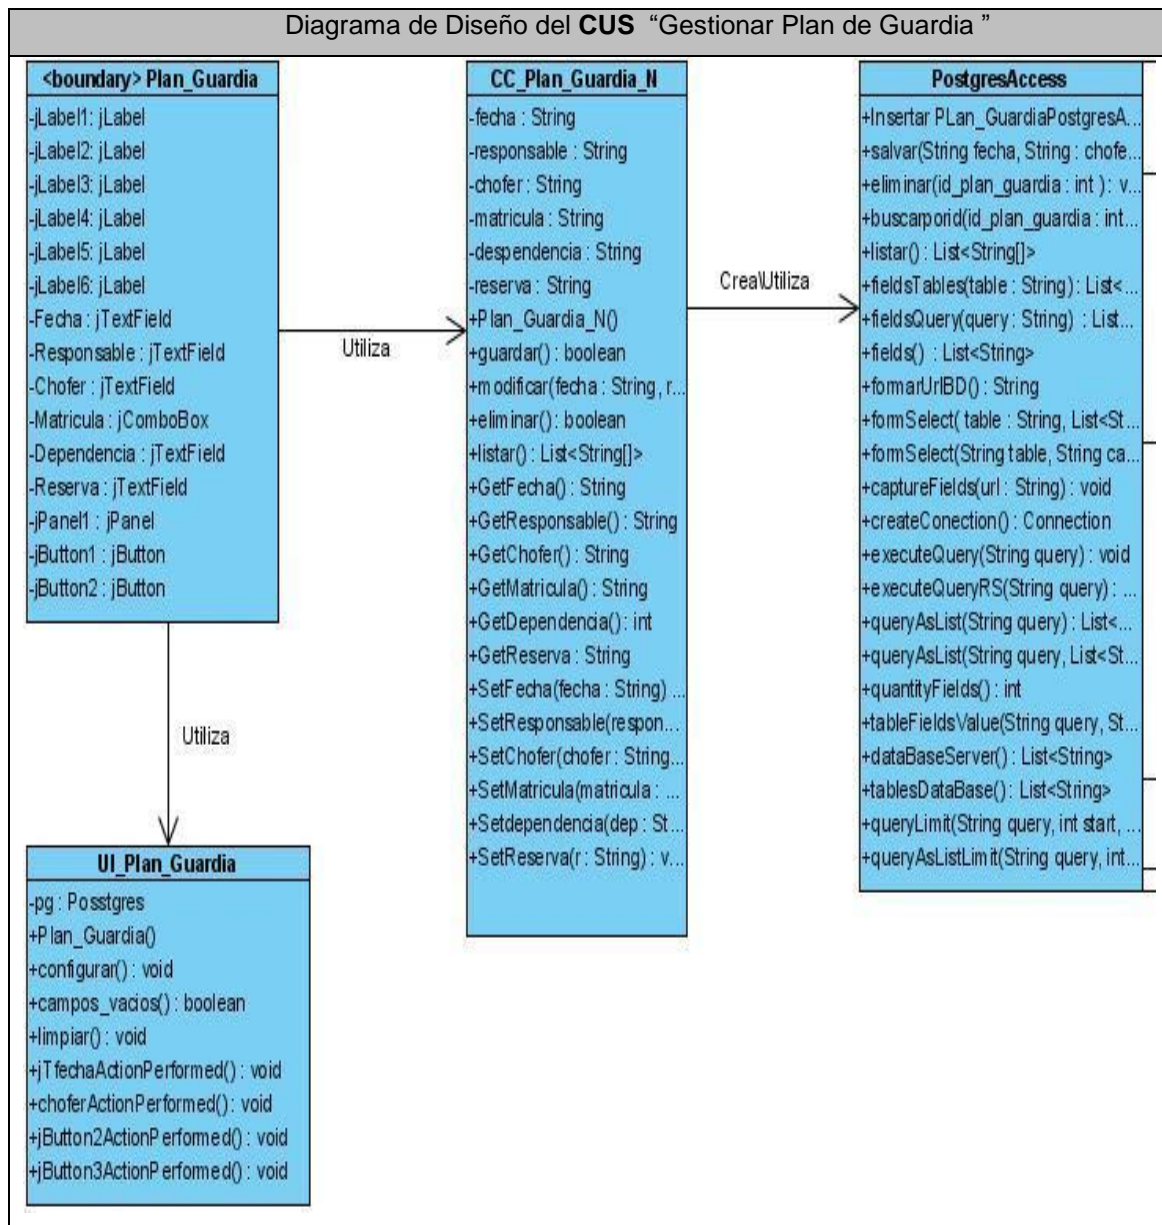 Diagrama de Diseño del CUS “Gestionar Plan de Guardia ”
<boundary> Plan_Guardia
-jLabel1: jLabel
-jLabel2: jLabel
-jLabel3: jLabel
-jLabel4: jLabel
-jLabel5: jLabel
-jLabel6: jLabel
-Fecha : jTextField
-Responsable : jTextField
-Chofer : jTextField
-Matricula : jComboBox
-Dependencia : jTextField
-Reserva : jTextField
-jPanel1 : jPanel
-jButton1 : jButton
-jButton2 : jButton
Utiliza
CC_Plan_Guardia_N
-fecha : String
-responsable : String
-chofer : String
-matricula : String
-despendencia : String
-reserva : String
+Plan_Guardia_N()
+guardar() : boolean
+modificar(fecha : String, r...
+eliminar() : boolean
+listar() : List<String[]>
+GetFecha() : String
+GetResponsable() : String
+GetChofer() : String
+GetMatricula() : String
+GetDependencia() : int
+GetReserva : String
+SetFecha(fecha : String) ...
+SetResponsable(respon...
+SetChofer(chofer : String...
+SetMatricula(matricula : ...
+Setdependencia(dep : St...
+SetReserva(r : String) : v...
Crea\Utiliza
PostgresAccess
+Insertar PLan_GuardiaPostgresA...
+salvar(String fecha, String : chofe...
+eliminar(id_plan_guardia : int ) : v...
+buscarporid(id_plan_guardia : int...
+listar() : List<String[]>
+fieldsTables(table : String) : List<...
+fieldsQuery(query : String) : List...
+fields() : List<String>
+formarUrlBD() : String
+formSelect( table : String, List<St...
+formSelect(String table, String ca...
+captureFields(url : String) : void
+createConection() : Connection
+executeQuery(String query) : void
+executeQueryRS(String query) : ...
+queryAsList(String query) : List<...
+queryAsList(String query, List<St...
+quantityFields() : int
+tableFieldsValue(String query, St...
+dataBaseServer() : List<String>
+tablesDataBase() : List<String>
+queryLimit(String query, int start, ...
+queryAsListLimit(String query, int...
Utiliza
UI_Plan_Guardia
-pg : Posstgres
+Plan_Guardia()
+configurar() : void
+campos_vacios() : boolean
+limpiar() : void
+jTfechaActionPerformed() : void
+choferActionPerformed() : void
+jButton2ActionPerformed() : void
+jButton3ActionPerformed() : void